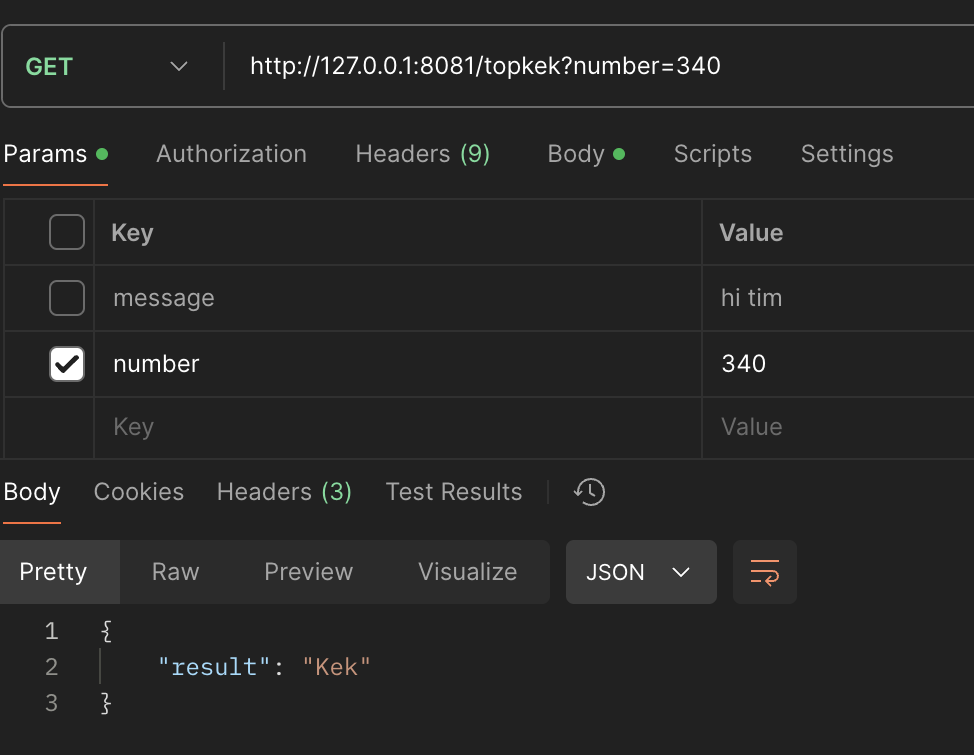 GET http://127.0.0.1:8081/topkek?number=340
Params Authorization Headers (9) Body Scripts Settings
Key Value
message hi tim
number 340
Key Value
Body Cookies Headers (3) Test Results
Pretty Raw Preview Visualize JSON
1 {
2 "result": "Kek"
3 }